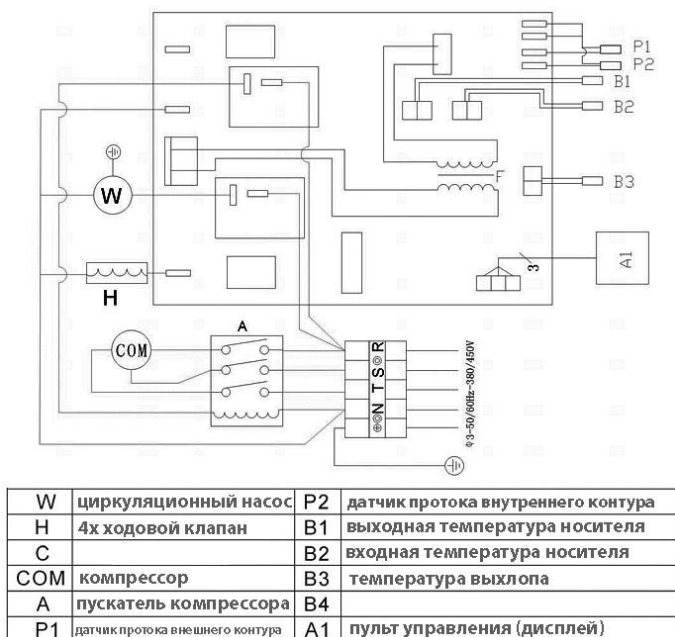 P1
P2
B1
B2
F
B3
W
3
A1
H
A
COM
R
S
T
N
ф3-50/60Hz-380/450V
W циркуляционный насос P2 датчик протока внутреннего контура
H 4х ходовой клапан B1 выходная температура носителя
C B2 входная температура носителя
COM компрессор B3 температура выхлопа
A пускатель компрессора B4
P1 датчик протока внешнего контура A1 пульт управления (дисплей)